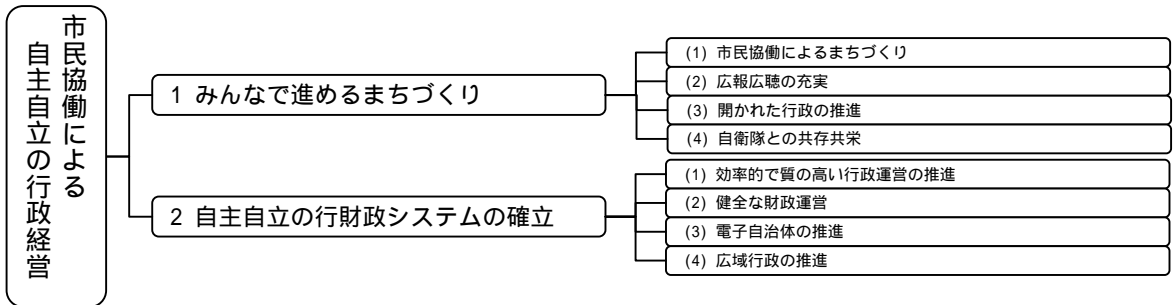 市民協働による
自主自立の行政経営
1 みんなで進めるまちづくり
(1) 市民協働によるまちづくり
(2) 広報広聴の充実
(3) 開かれた行政の推進
(4) 自衛隊との共存共栄
2 自主自立の行財政システムの確立
(1) 効率的で質の高い行政運営の推進
(2) 健全な財政運営
(3) 電子自治体の推進
(4) 広域行政の推進